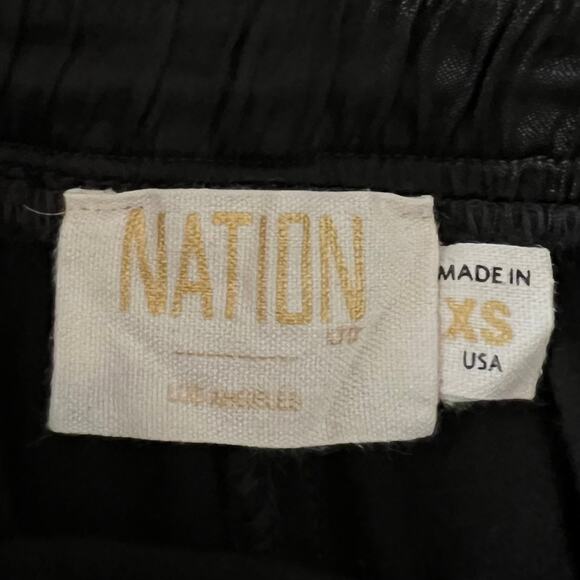 NATION
LTD
LOS ANGELES
MADE IN
XS
USA